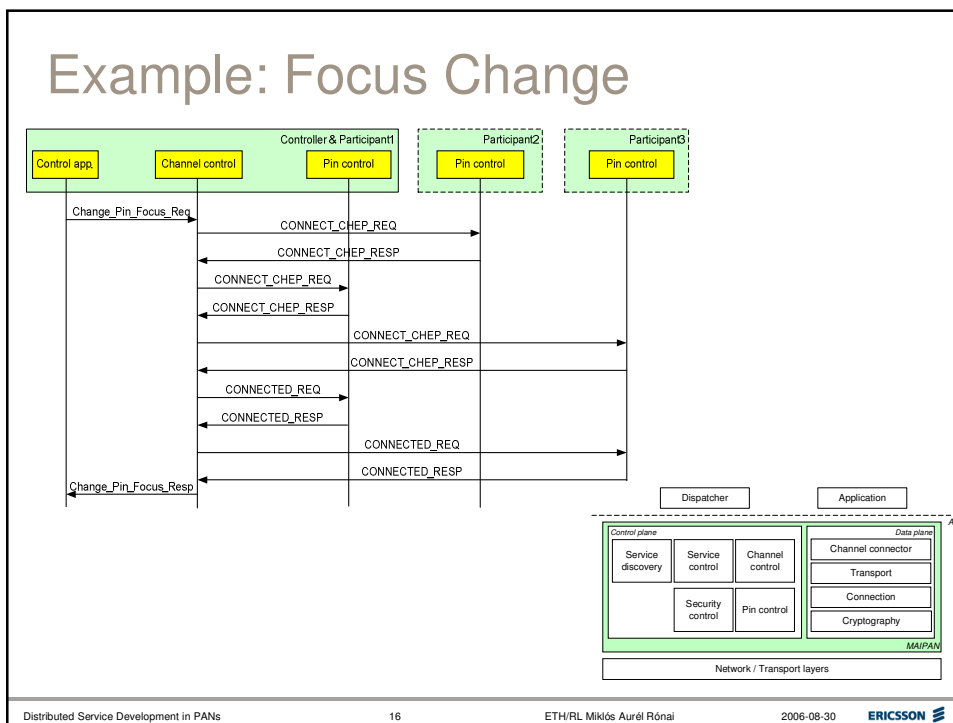 Example: Focus Change
Controller & Participant1
Participant2
Participant3
Control app.
Channel control
Pin control
Pin control
Pin control
Change_Pin_Focus_Req
CONNECT_CHEP_REQ
CONNECT_CHEP_RESP
CONNECT_CHEP_REQ
CONNECT_CHEP_RESP
CONNECT_CHEP_REQ
CONNECT_CHEP_RESP
CONNECTED_REQ
CONNECTED_RESP
CONNECTED_REQ
CONNECTED_RESP
Change_Pin_Focus_Resp
Dispatcher
Application
A
Control plane
Data plane
Service
discovery
Service
control
Channel
control
Security
control
Pin control
Channel connector
Transport
Connection
Cryptography
MAIPAN
Network / Transport layers
Distributed Service Development in PANs
16
ETH/RL Miklós Aurél Rónai
2006-08-30
ERICSSON